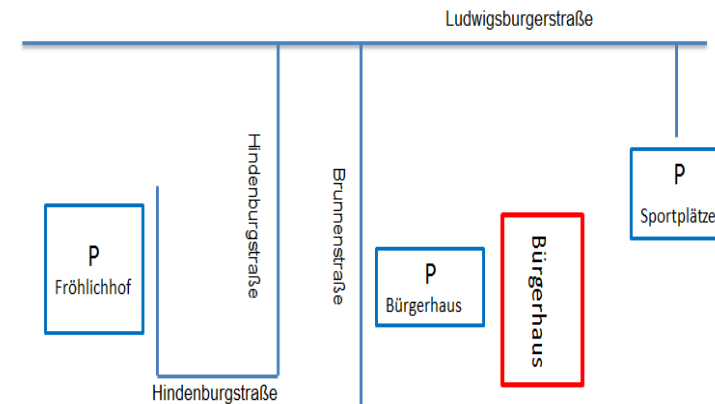 Ludwigsburgerstraße
Hindenburgstraße
Brunnenstraße
P
Sportplätze
P
Fröhlichhof
P
Bürgerhaus
Bürgerhaus
Hindenburgstraße